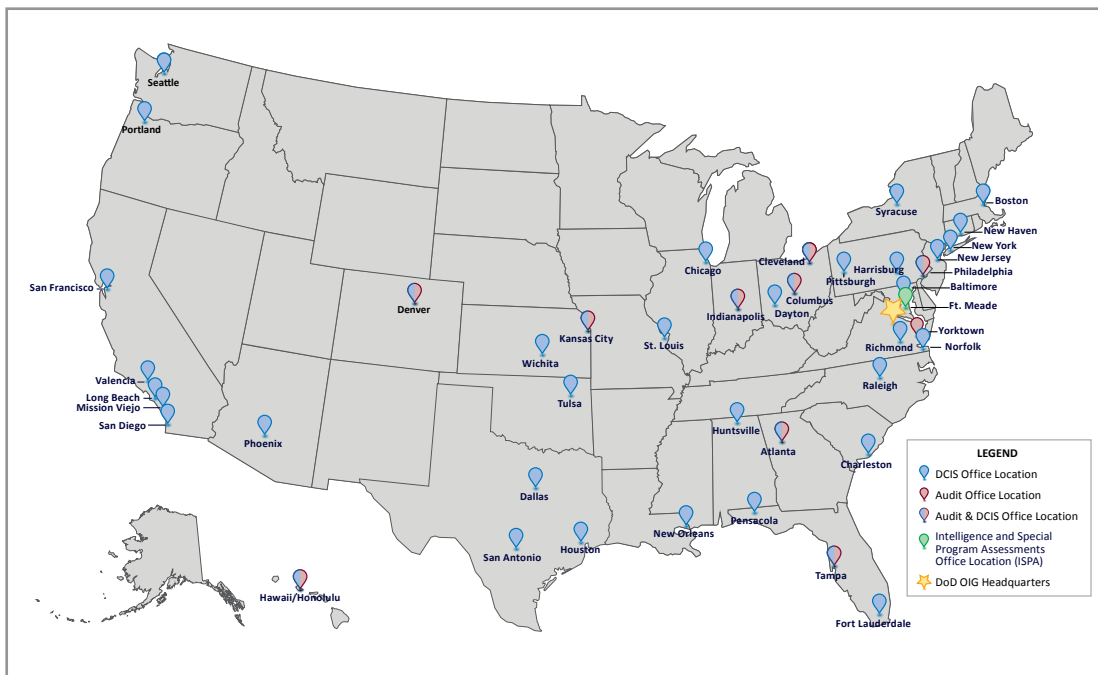 Seattle
Portland
San Francisco
Valencia
Long Beach
Mission Viejo
San Diego
Phoenix
Denver
Wichita
Kansas City
Tulsa
Dallas
San Antonio
Houston
New Orleans
St. Louis
Chicago
Indianapolis
Cleveland
Columbus
Dayton
Harrisburg
Pittsburgh
Syracuse
Boston
New Haven
New York
New Jersey
Philadelphia
Baltimore
Ft. Meade
Yorktown
Norfolk
Richmond
Raleigh
Huntsville
Atlanta
Charleston
Pensacola
Tampa
Fort Lauderdale
Hawaii/Honolulu
LEGEND
DCIS Office Location
Audit Office Location
Audit & DCIS Office Location
Intelligence and Special
Program Assessments
Office Location (ISPA)
DoD OIG Headquarters